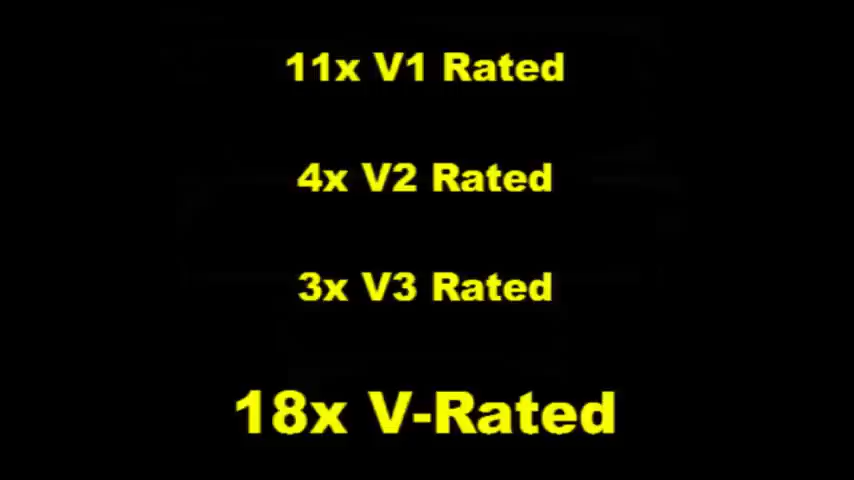 11x V1 Rated
4x V2 Rated
3x V3 Rated
18x V-Rated